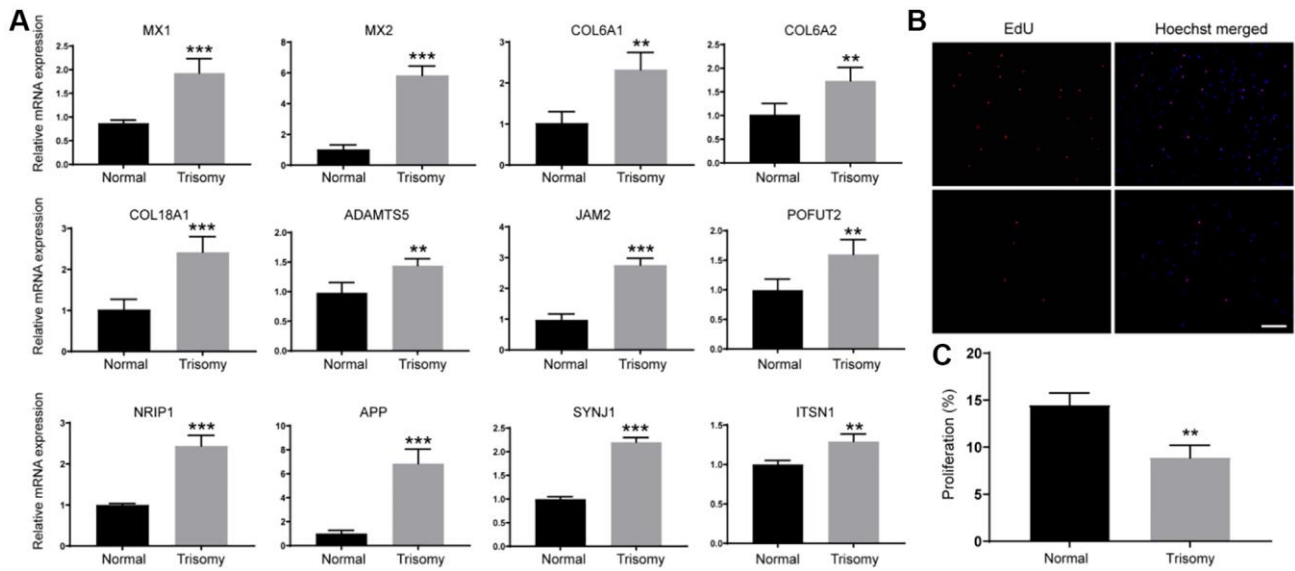 A
B
EdU
Hoechst merged
MX1
MX2
COL6A1
COL6A2
Relative mRNA expression
2.5
2.0
1.5
1.0
0.5
0.0
***
Normal
Trisomy
8
6
4
2
0
***
Normal
Trisomy
3
2
1
0
**
Normal
Trisomy
2.5
2.0
1.5
1.0
0.5
0.0
**
Normal
Trisomy
COL18A1
ADAMTS5
JAM2
POFUT2
Relative mRNA expression
3
2
1
0
***
Normal
Trisomy
2.0
1.5
1.0
0.5
0.0
**
Normal
Trisomy
4
3
2
1
0
***
Normal
Trisomy
2.0
1.5
1.0
0.5
0.0
**
Normal
Trisomy
NRIP1
APP
SYNJ1
ITSN1
Relative mRNA expression
3
2
1
0
***
Normal
Trisomy
10
8
6
4
2
0
***
Normal
Trisomy
2.5
2.0
1.5
1.0
0.5
0.0
***
Normal
Trisomy
1.5
1.0
0.5
0.0
**
Normal
Trisomy
C
Proliferation (%)
20
15
10
5
0
**
Normal
Trisomy